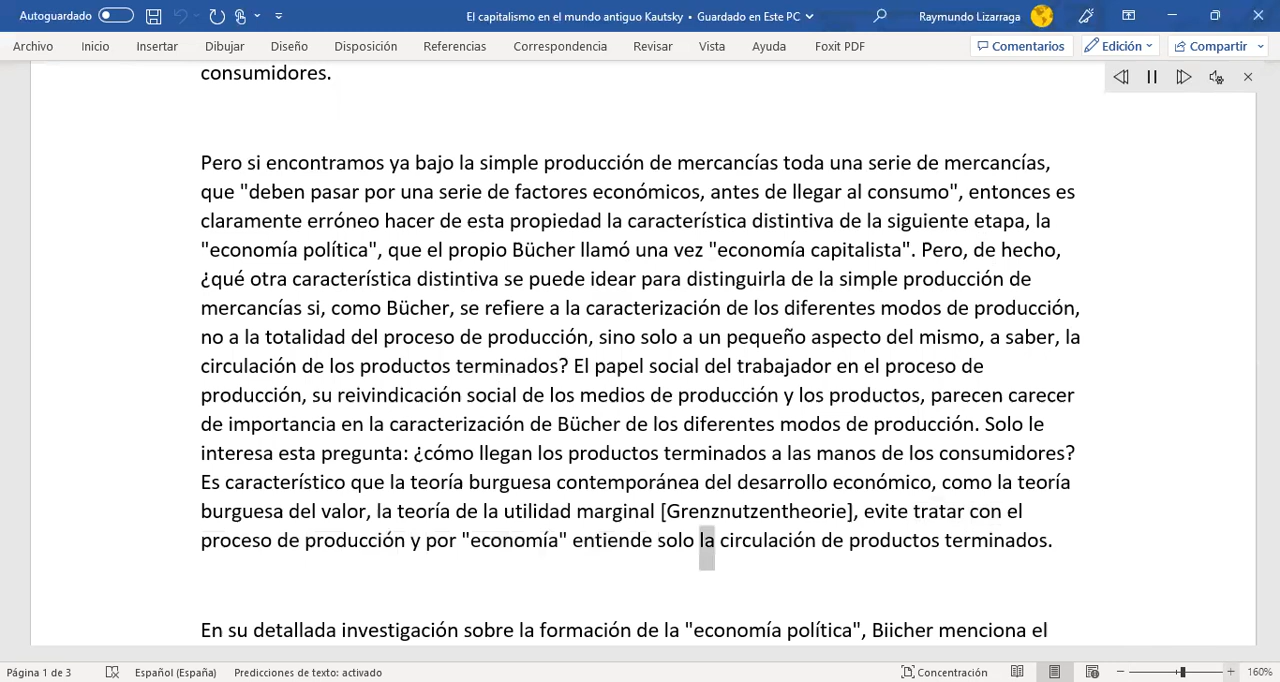 Autoguardado
El capitalismo en el mundo antiguo Kautsky • Guardado en Este PC
Raymundo Lizarraga
Archivo Inicio Insertar Dibujar Diseño Disposición Referencias Correspondencia Revisar Vista Ayuda Foxit PDF Comentarios Edición Compartir
consumidores.
Pero si encontramos ya bajo la simple producción de mercancías toda una serie de mercancías,
que "deben pasar por una serie de factores económicos, antes de llegar al consumo", entonces es
claramente erróneo hacer de esta propiedad la característica distintiva de la siguiente etapa, la
"economía política", que el propio Bücher llamó una vez "economía capitalista". Pero, de hecho,
¿qué otra característica distintiva se puede idear para distinguirla de la simple producción de
mercancías si, como Bücher, se refiere a la caracterización de los diferentes modos de producción,
no a la totalidad del proceso de producción, sino solo a un pequeño aspecto del mismo, a saber, la
circulación de los productos terminados? El papel social del trabajador en el proceso de
producción, su reivindicación social de los medios de producción y los productos, parecen carecer
de importancia en la caracterización de Bücher de los diferentes modos de producción. Solo le
interesa esta pregunta: ¿cómo llegan los productos terminados a las manos de los consumidores?
Es característico que la teoría burguesa contemporánea del desarrollo económico, como la teoría
burguesa del valor, la teoría de la utilidad marginal [Grenznutzentheorie], evite tratar con el
proceso de producción y por "economía" entiende solo la circulación de productos terminados.
En su detallada investigación sobre la formación de la "economía política", Biicher menciona el
Página 1 de 3 Español (España) Predicciones de texto: activado Concentración 160%